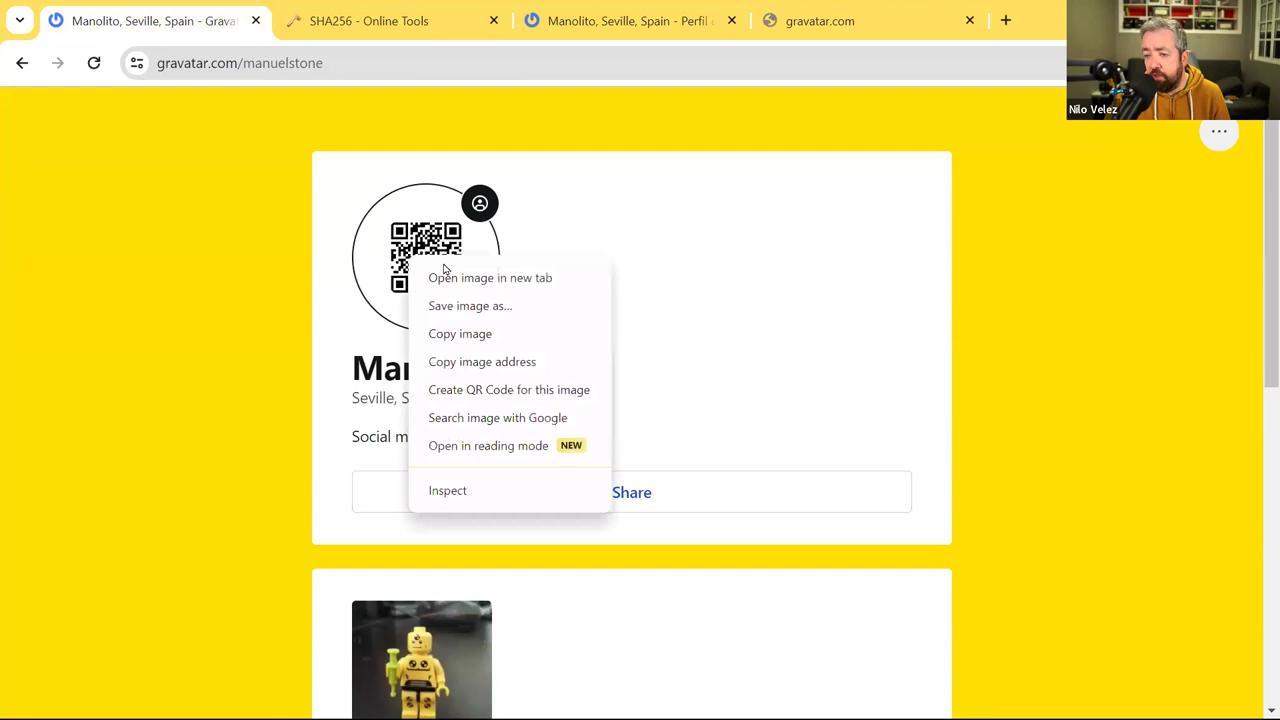 Manolito, Seville, Spain - Grava
SHA256 - Online Tools
Manolito, Seville, Spain - Perfil
gravatar.com
gravatar.com/manuelstone
Nilo Velez
Open image in new tab
Save image as...
Copy image
Man
Copy image address
Seville, S
Create QR Code for this image
Search image with Google
Social m
Open in reading mode NEW
Inspect
Share